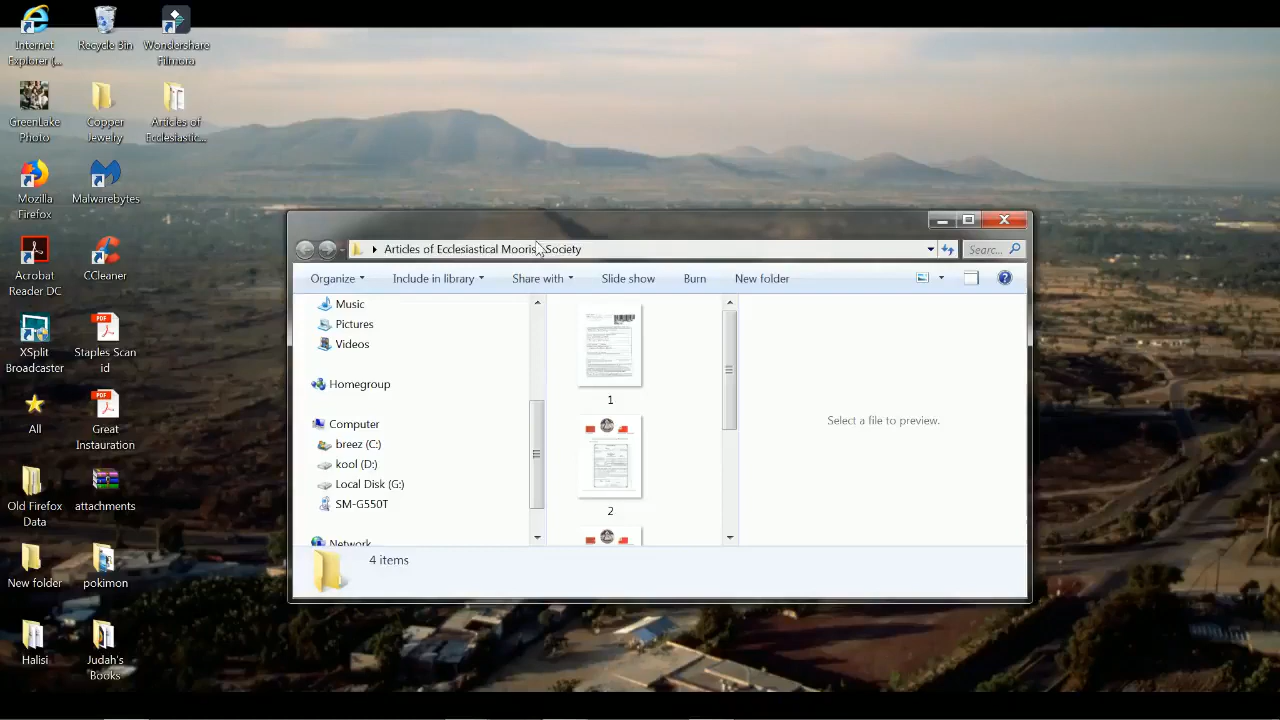 Internet
Explorer (...
Recycle Bin
Wondershare
Filmora
GreenLake
Photo
Copper
Jewelry
Articles of
Ecclesiastic...
Mozilla
Firefox
Malwarebytes
Acrobat
Reader DC
CCleaner
XSplit
Broadcaster
Staples Scan
id
All
Great
Instauration
Old Firefox
Data
attachments
New folder
pokimon
Halisi
Judah's
Books
Articles of Ecclesiastical Moorish Society
Searc...
Organize
Include in library
Share with
Slide show
Burn
New folder
Music
Pictures
Videos
Homegroup
Computer
breez (C:)
kool (D:)
Local Disk (G:)
SM-G550T
Network
1
2
Select a file to preview.
4 items